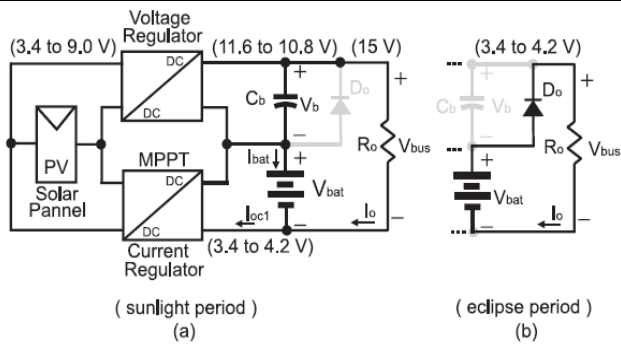 Voltage
Regulator
(3.4 to 9.0 V)
(11.6 to 10.8 V)
(15 V)
DC
DC
Cb
+
Vb
−
Do
+
Ro
Vbus
−
PV
Solar
Pannel
MPPT
DC
DC
Current
Regulator
Ibat
+
Vbat
−
Ioc1
Io
(3.4 to 4.2 V)
( sunlight period )
(a)
(3.4 to 4.2 V)
Cb
+
Vb
−
Do
+
Ro
Vbus
−
+
Vbat
−
Io
( eclipse period )
(b)